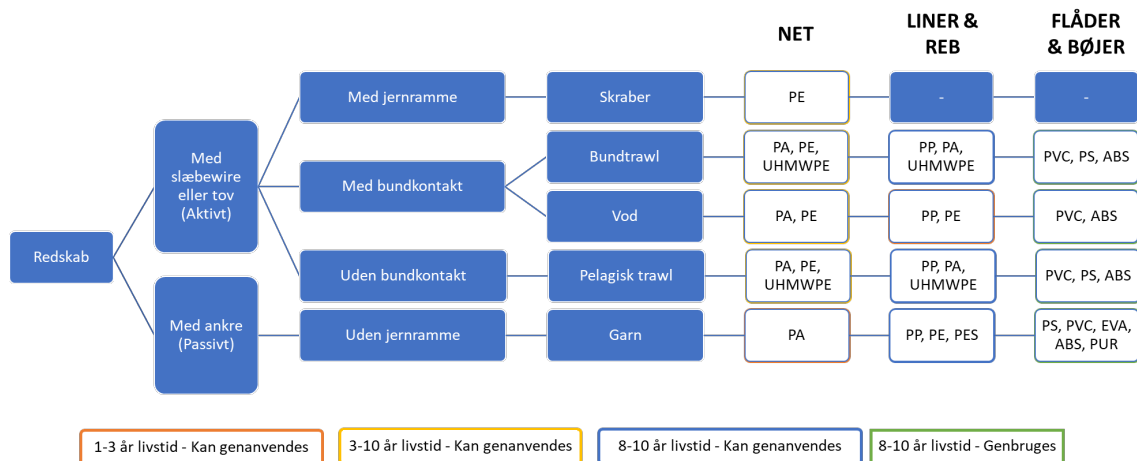 NET
LINER &
REB
FLÅDER
& BØJER
Med jernramme
Skraber
PE
-
-
Med
slæbewire
eller tov
(Aktivt)
Med bundkontakt
Bundtrawl
PA, PE,
UHMWPE
PP, PA,
UHMWPE
PVC, PS, ABS
Vod
PA, PE
PP, PE
PVC, ABS
Redskab
Uden bundkontakt
Pelagisk trawl
PA, PE,
UHMWPE
PP, PA,
UHMWPE
PVC, PS, ABS
Med ankre
(Passivt)
Uden jernramme
Garn
PA
PP, PE, PES
PS, PVC, EVA,
ABS, PUR
1-3 år livstid - Kan genanvendes
3-10 år livstid - Kan genanvendes
8-10 år livstid - Kan genanvendes
8-10 år livstid - Genbruges